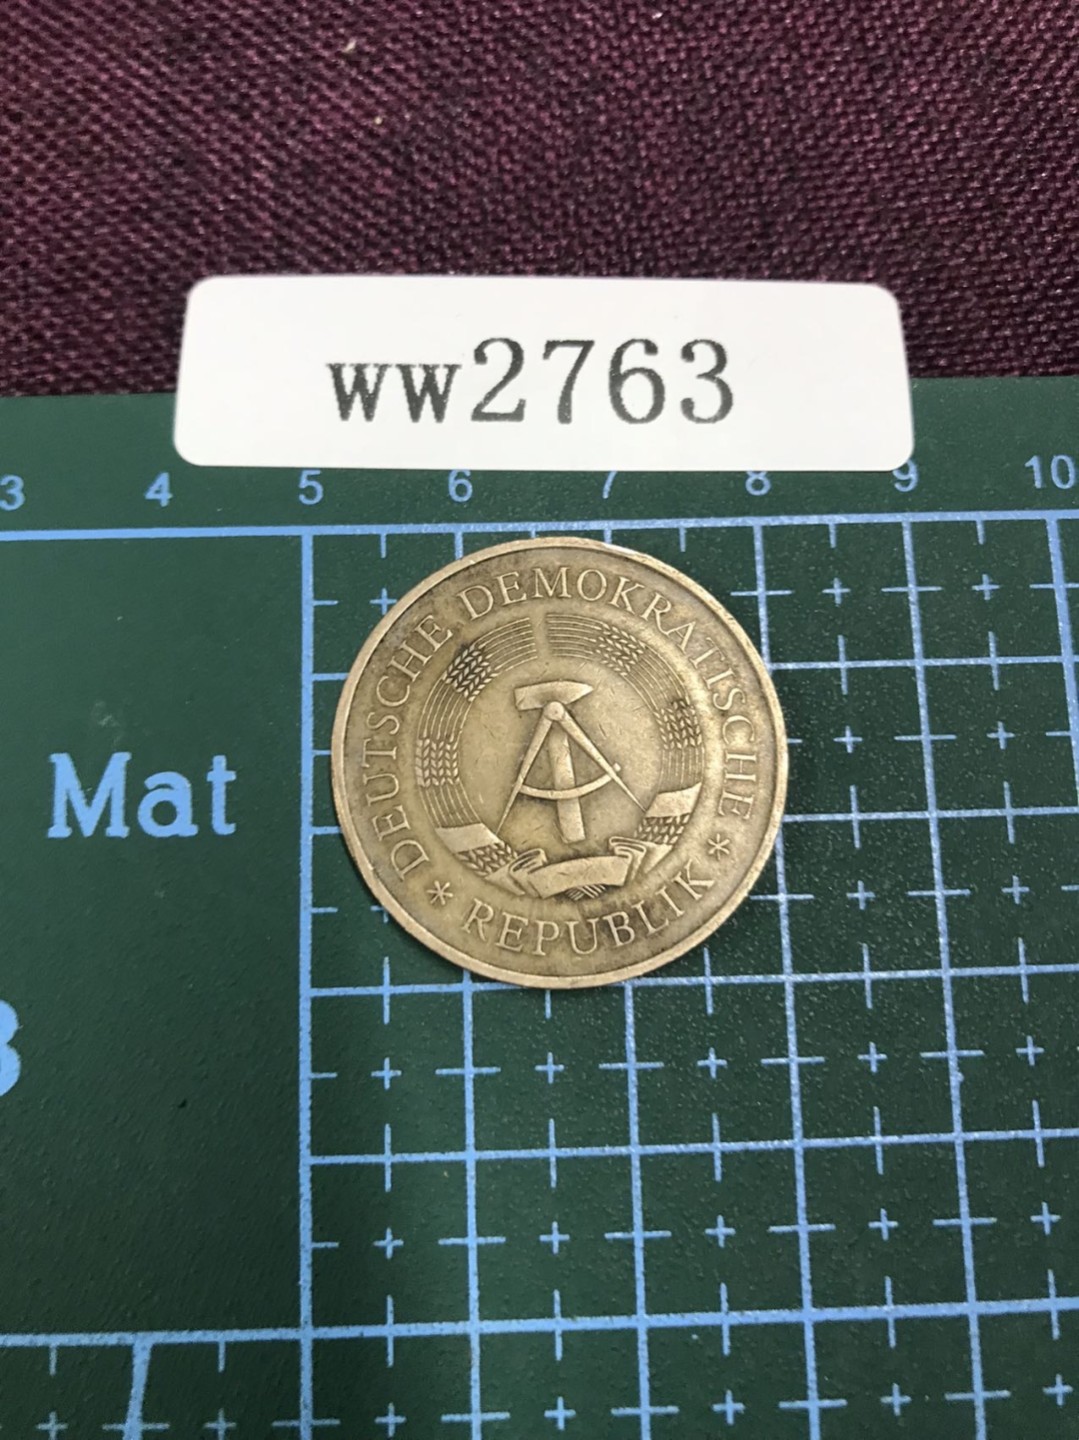 ww2763
3 4 5 6 7 8 9 10
DEUTSCHE DEMOKRATISCHE
* REPUBLIK *
Mat